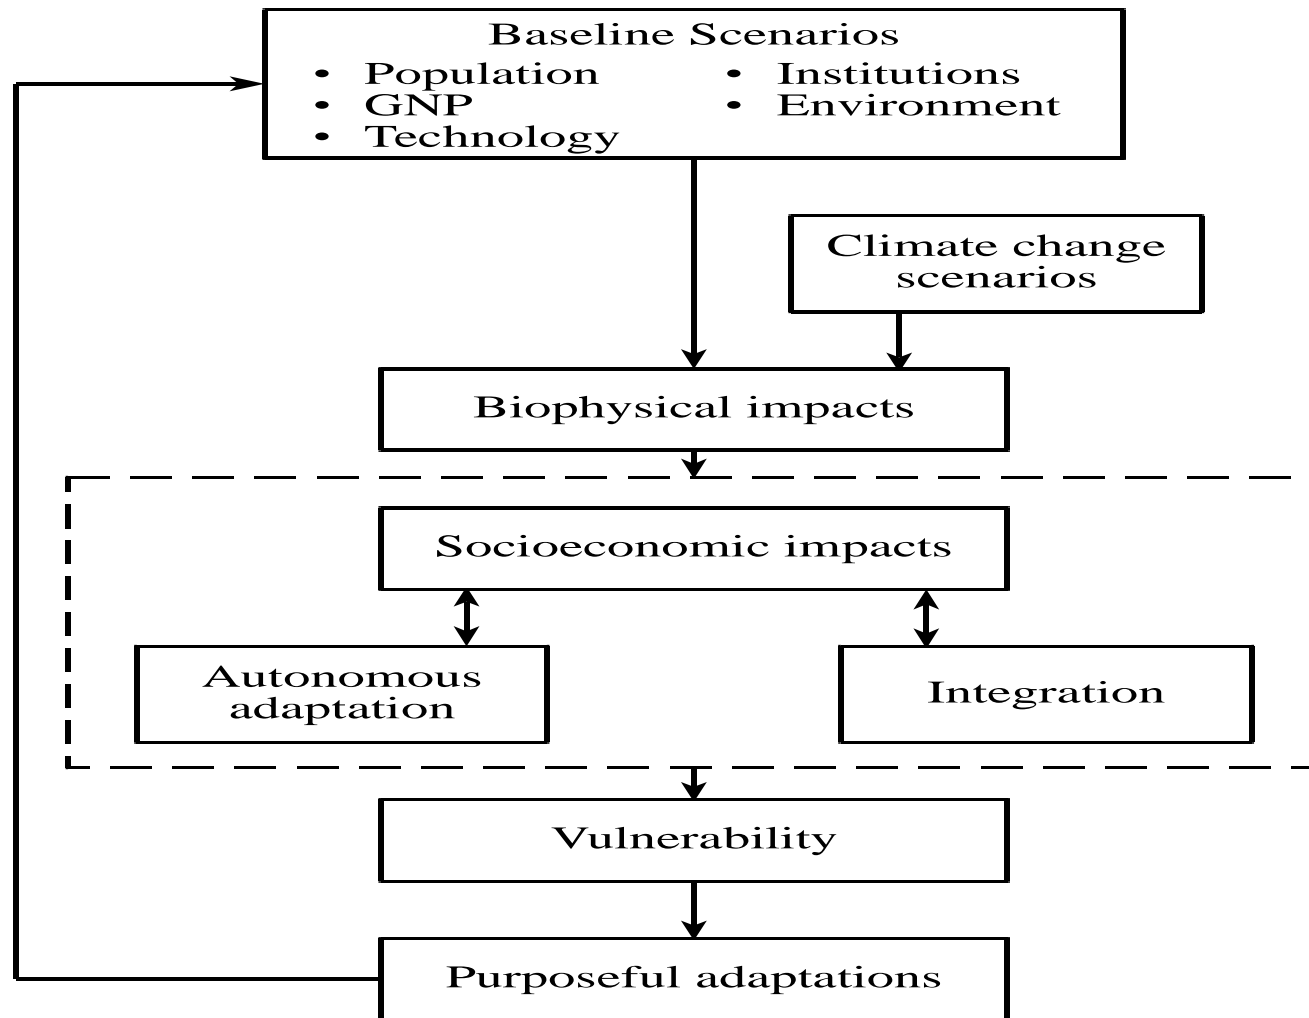 Baseline Scenarios
• Population
• GNP
• Technology
• Institutions
• Environment
Climate change
scenarios
Biophysical impacts
Socioeconomic impacts
Autonomous
adaptation
Integration
Vulnerability
Purposeful adaptations